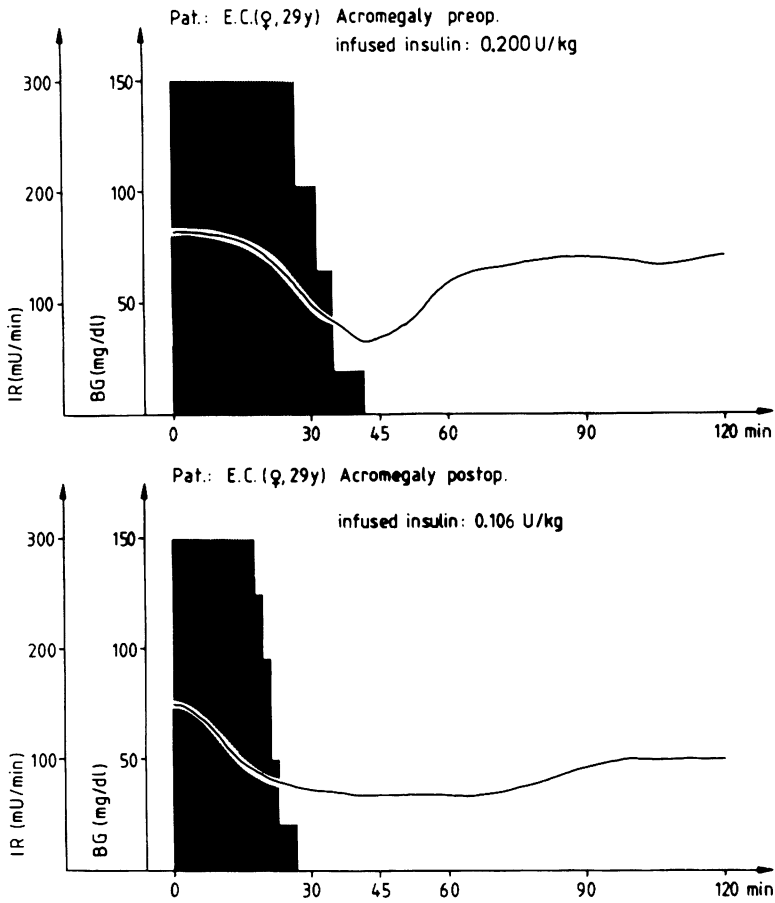 Pat.: E.C.(♀, 29y) Acromegaly preop.
infused insulin: 0.200 U/kg
IR (mU/min)
300
200
100
BG (mg/dl)
150
100
50
0 30 45 60 90 120 min
Pat.: E.C.(♀, 29y) Acromegaly postop.
infused insulin: 0.106 U/kg
IR (mU/min)
300
200
100
BG (mg/dl)
150
100
50
0 30 45 60 90 120 min